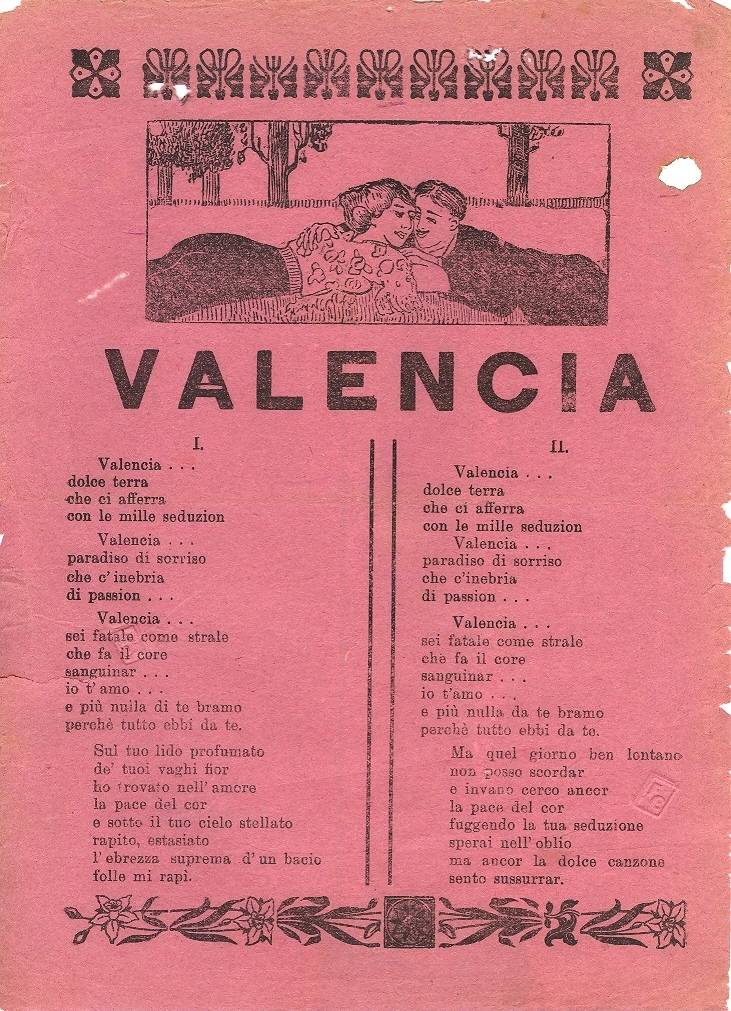 VALENCIA
I.
Valencia . . .
dolce terra
che ci afferra
con le mille seduzion
Valencia . . .
paradiso di sorriso
che c' inebria
di passion . . .
Valencia . . .
sei fatale come strale
che fa il core
sanguinar . . .
io t' amo . . .
e più nulla di te bramo
perchè tutto ebbi da te.
Sul tuo lido profumato
de' tuoi vaghi fior
ho trovato nell' amore
la pace del cor
e sotto il tuo cielo stellato
rapito, estasiato
l' ebrezza suprema d' un bacio
folle mi rapì.
II.
Valencia . . .
dolce terra
che ci afferra
con le mille seduzion
Valencia . . .
paradiso di sorriso
che c'inebria
di passion . . .
Valencia . . .
sei fatale come strale
che fa il core
sanguinar . . .
io t'amo . . .
e più nulla da te bramo
perchè tutto ebbi da te.
Ma quel giorno ben lontano
non posso scordar
e invano cerco ancor
la pace del cor
fuggendo la tua seduzione
sperai nell' oblìo
ma ancor la dolce canzone
sento sussurrar.